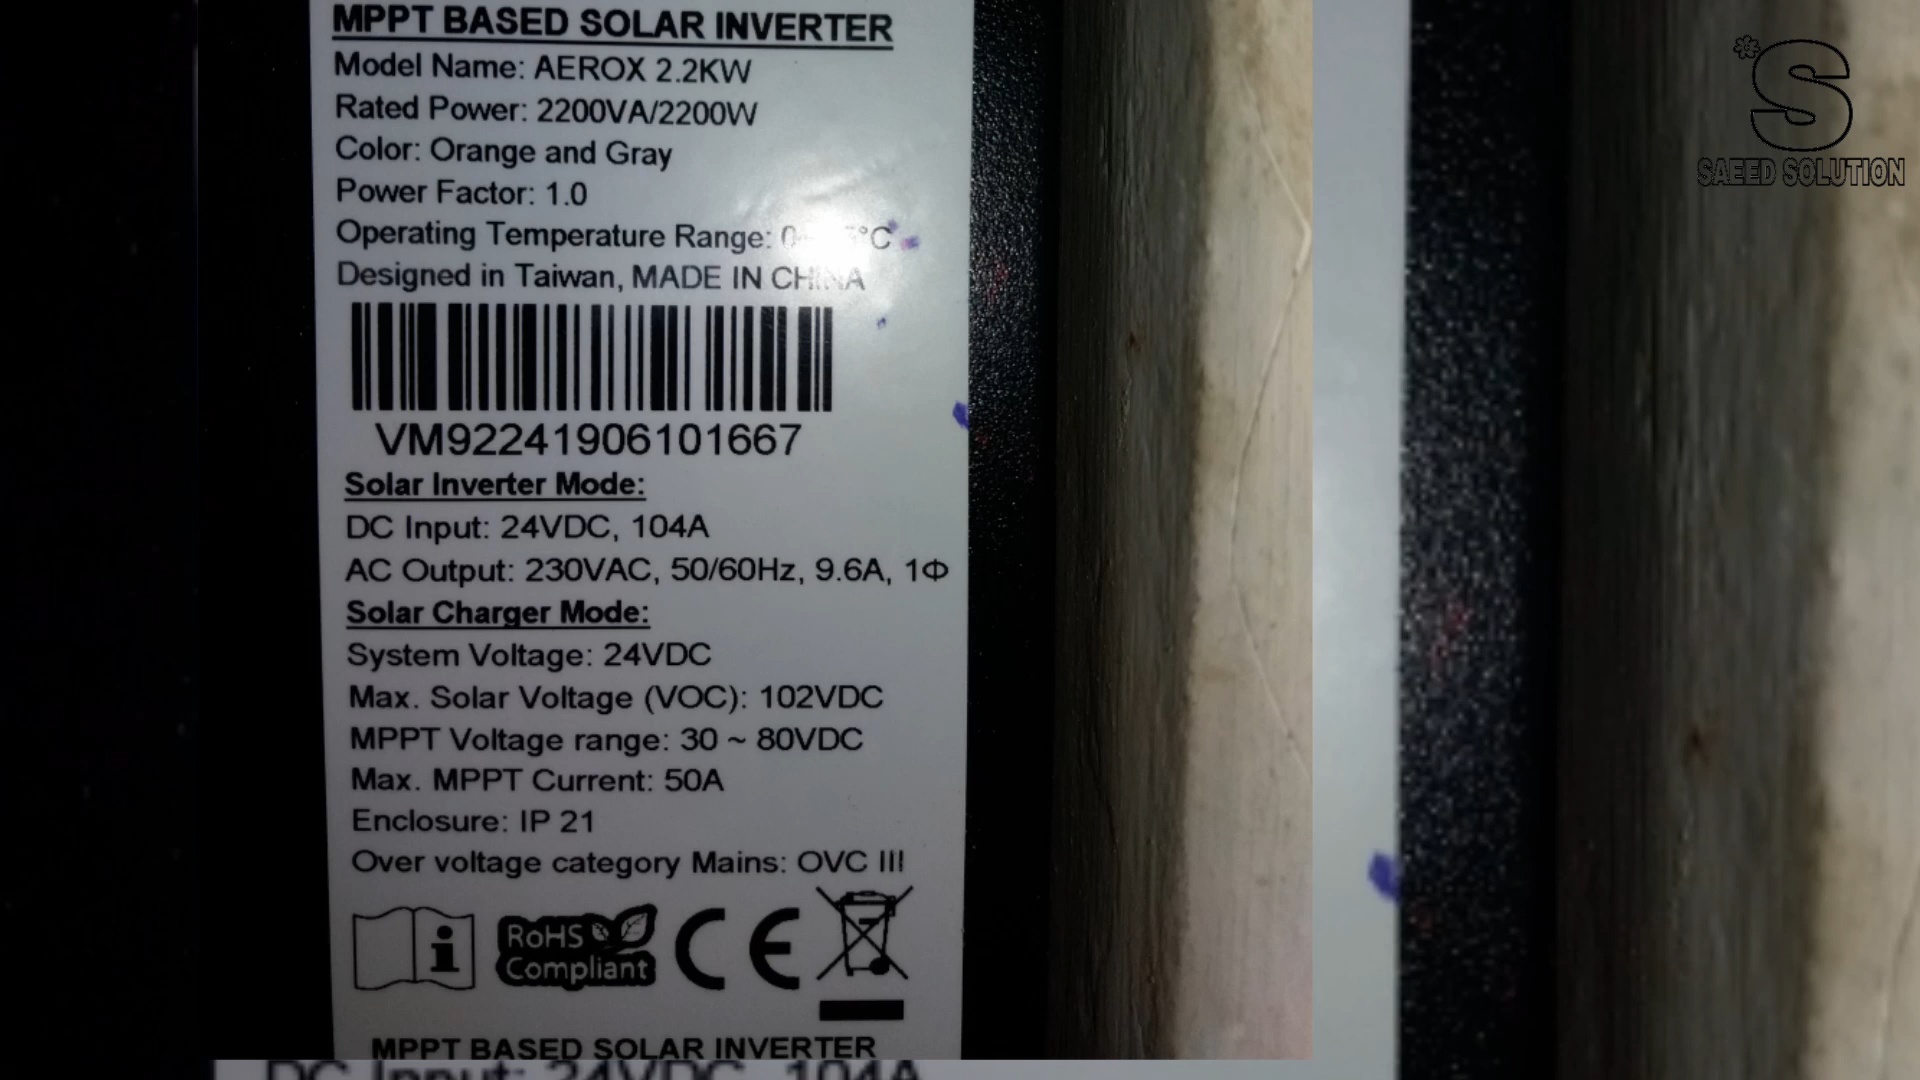 MPPT BASED SOLAR INVERTER
Model Name: AEROX 2.2KW
Rated Power: 2200VA/2200W
Color: Orange and Gray
Power Factor: 1.0
Operating Temperature Range:
Designed in Taiwan, MADE IN CHINA
VM92241906101667
Solar Inverter Mode:
DC Input: 24VDC, 104A
AC Output: 230VAC, 50/60Hz, 9.6A, 1Φ
Solar Charger Mode:
System Voltage: 24VDC
Max. Solar Voltage (VOC): 102VDC
MPPT Voltage range: 30 ~ 80VDC
Max. MPPT Current: 50A
Enclosure: IP 21
Over voltage category Mains: OVC III
RoHS
Compliant
CE
MPPT BASED SOLAR INVERTER
DC Input: 24VDC, 104A
S
SAEED SOLUTION